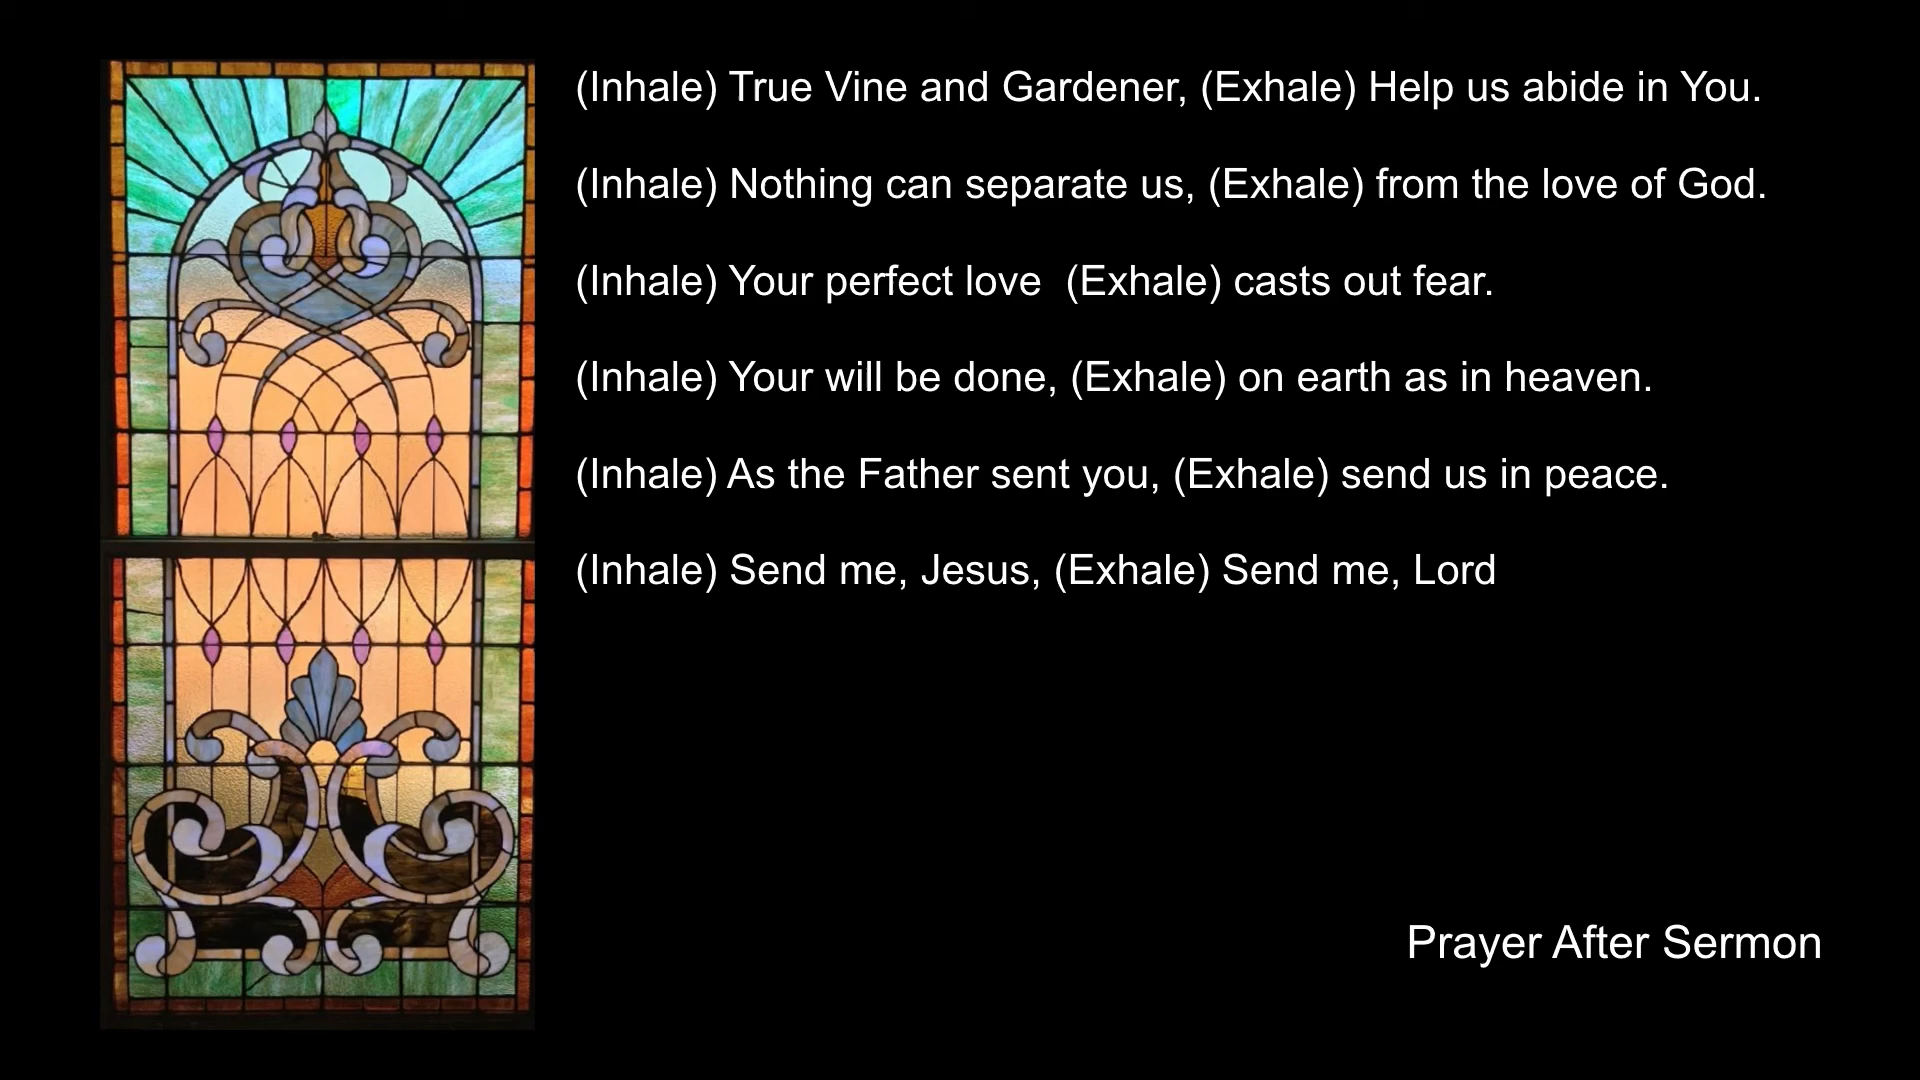 (Inhale) True Vine and Gardener, (Exhale) Help us abide in You.
(Inhale) Nothing can separate us, (Exhale) from the love of God.
(Inhale) Your perfect love  (Exhale) casts out fear.
(Inhale) Your will be done, (Exhale) on earth as in heaven.
(Inhale) As the Father sent you, (Exhale) send us in peace.
(Inhale) Send me, Jesus, (Exhale) Send me, Lord
Prayer After Sermon